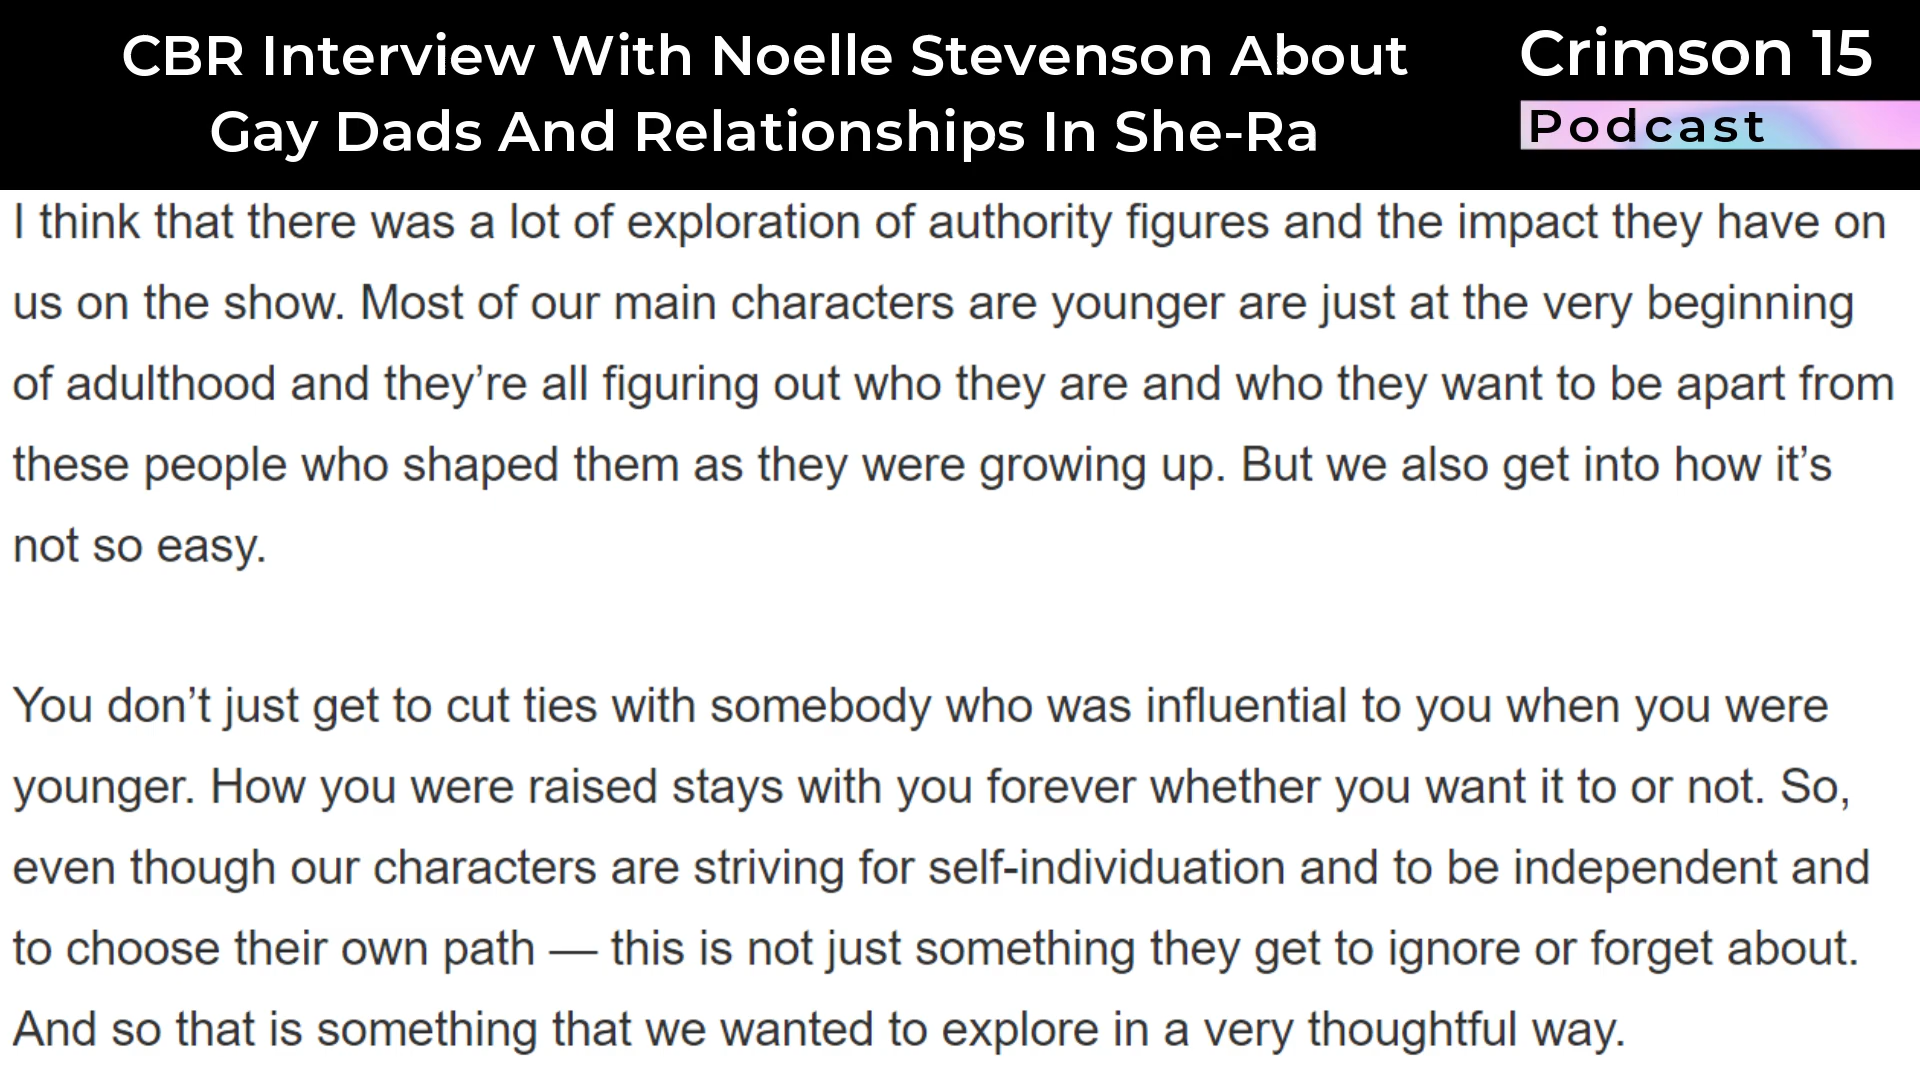 CBR Interview With Noelle Stevenson About
Gay Dads And Relationships In She-Ra
Crimson 15
Podcast
I think that there was a lot of exploration of authority figures and the impact they have on
us on the show. Most of our main characters are younger are just at the very beginning
of adulthood and they’re all figuring out who they are and who they want to be apart from
these people who shaped them as they were growing up. But we also get into how it’s
not so easy.
You don’t just get to cut ties with somebody who was influential to you when you were
younger. How you were raised stays with you forever whether you want it to or not. So,
even though our characters are striving for self-individuation and to be independent and
to choose their own path — this is not just something they get to ignore or forget about.
And so that is something that we wanted to explore in a very thoughtful way.